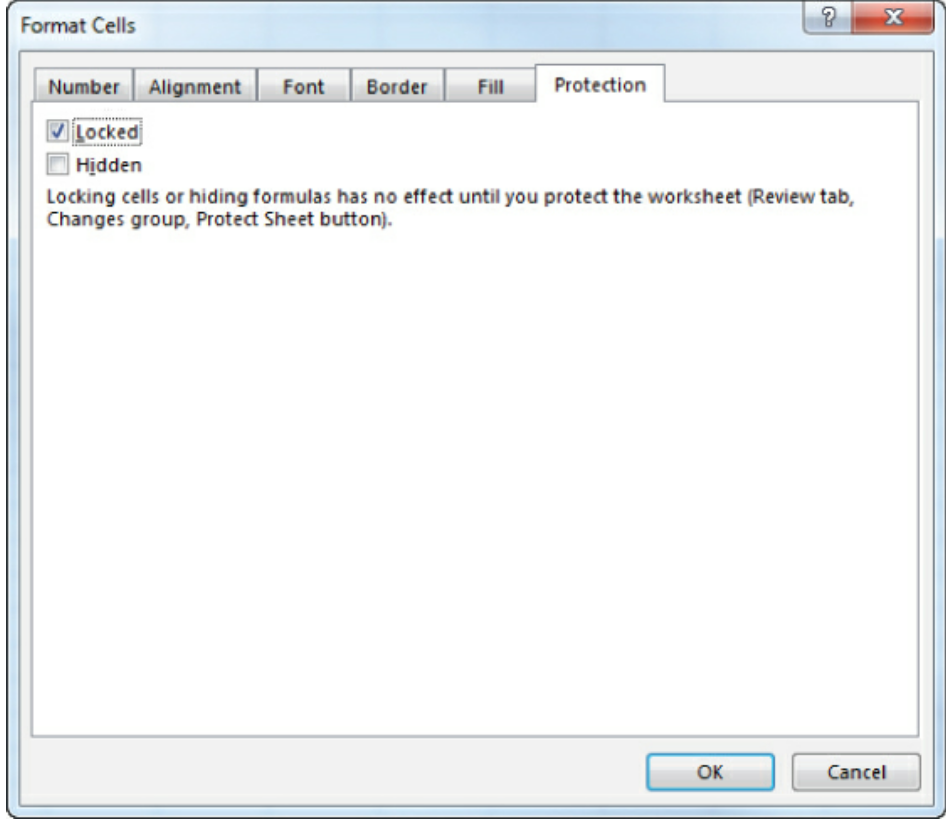 Format Cells
Number Alignment Font Border Fill Protection
Locked
Hidden
Locking cells or hiding formulas has no effect until you protect the worksheet (Review tab,
Changes group, Protect Sheet button).
OK Cancel